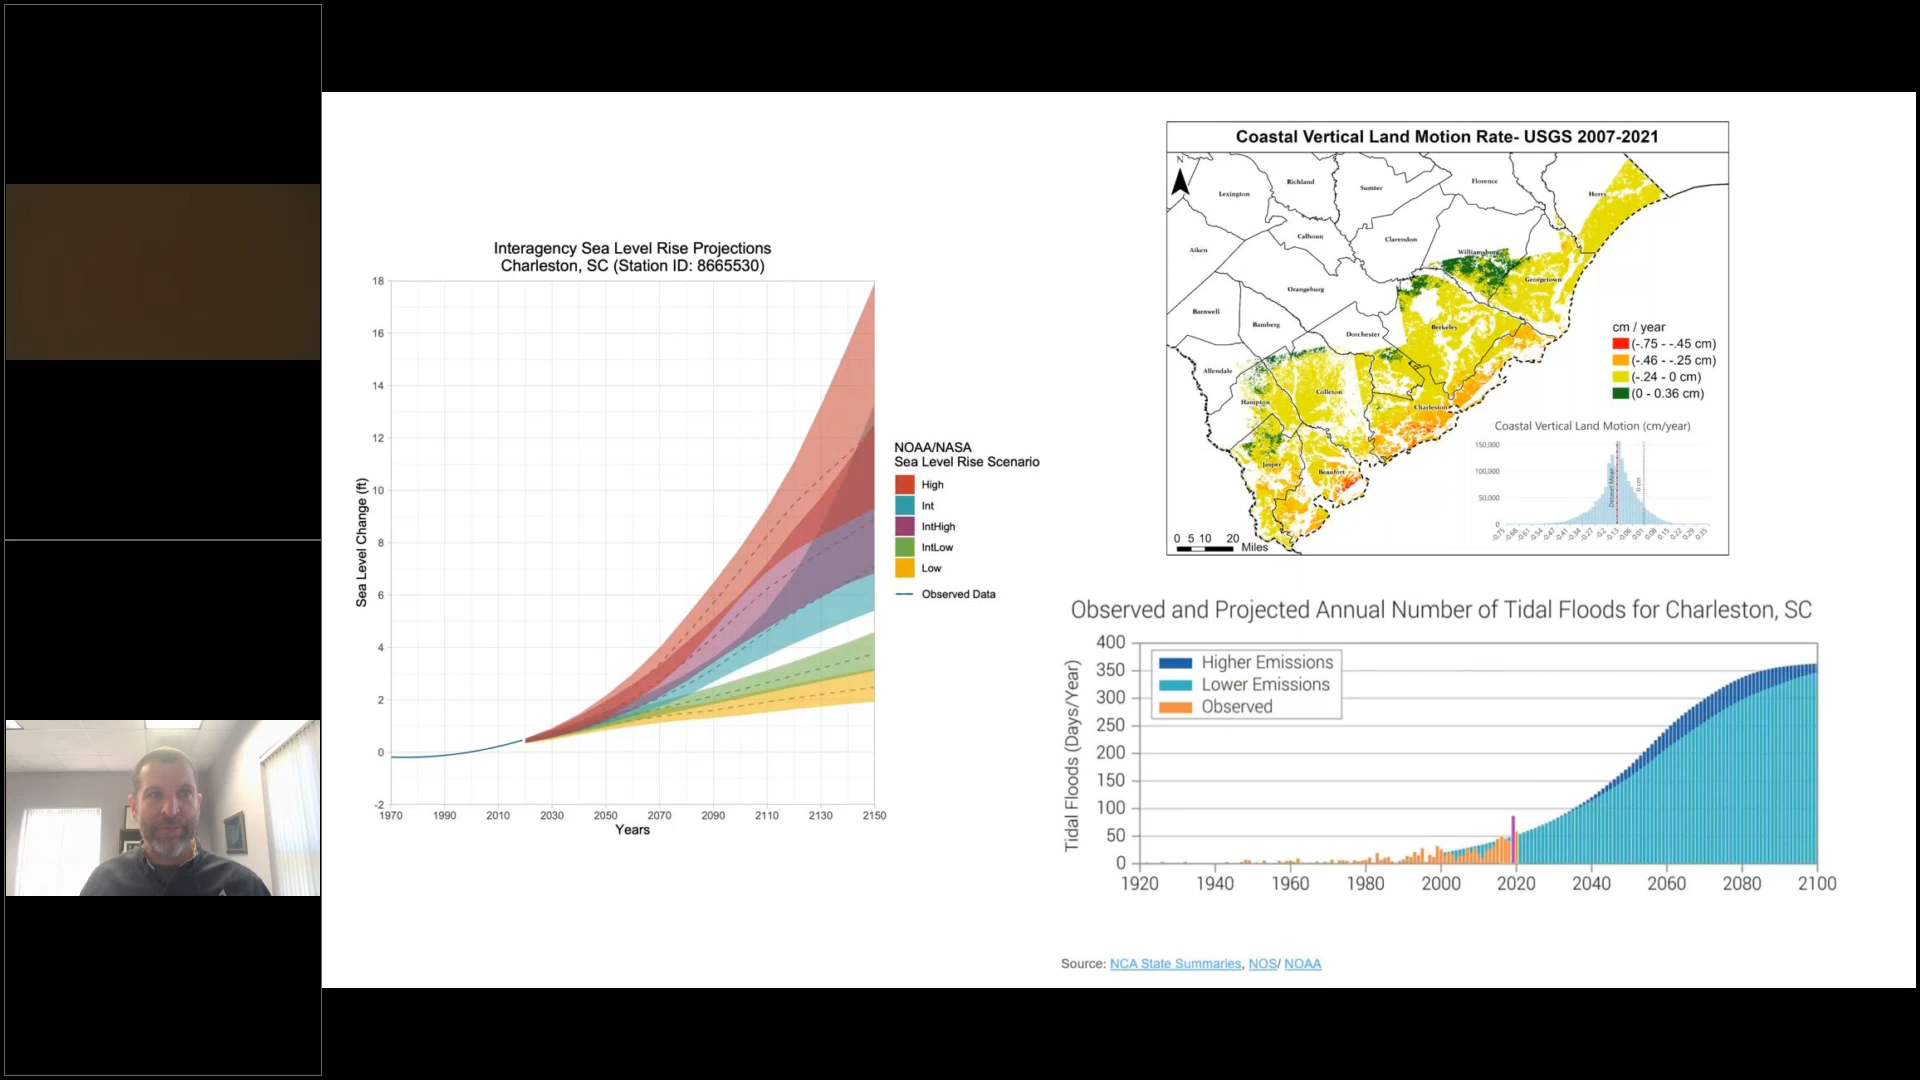 Interagency Sea Level Rise Projections
Charleston, SC (Station ID: 8665530)
Sea Level Change (ft)
18
16
14
12
10
8
6
4
2
0
-2
1970 1990 2010 2030 2050 2070 2090 2110 2130 2150
Years
NOAA/NASA
Sea Level Rise Scenario
High
Int
IntHigh
IntLow
Low
Observed Data
Coastal Vertical Land Motion Rate- USGS 2007-2021
N
Lexington
Richland
Sumter
Florence
Horry
Aiken
Calhoun
Clarendon
Williamsburg
Georgetown
Orangeburg
Barnwell
Bamberg
Dorchester
Berkeley
Allendale
Hampton
Colleton
Charleston
Jasper
Beaufort
cm / year
(-.75 - -.45 cm)
(-.46 - -.25 cm)
(-.24 - 0 cm)
(0 - 0.36 cm)
Coastal Vertical Land Motion (cm/year)
150,000
100,000
50,000
0
0 cm
0 5 10 20
Miles
Observed and Projected Annual Number of Tidal Floods for Charleston, SC
Tidal Floods (Days/Year)
400
350
300
250
200
150
100
50
0
Higher Emissions
Lower Emissions
Observed
1920 1940 1960 1980 2000 2020 2040 2060 2080 2100
Source: NCA State Summaries, NOS/ NOAA